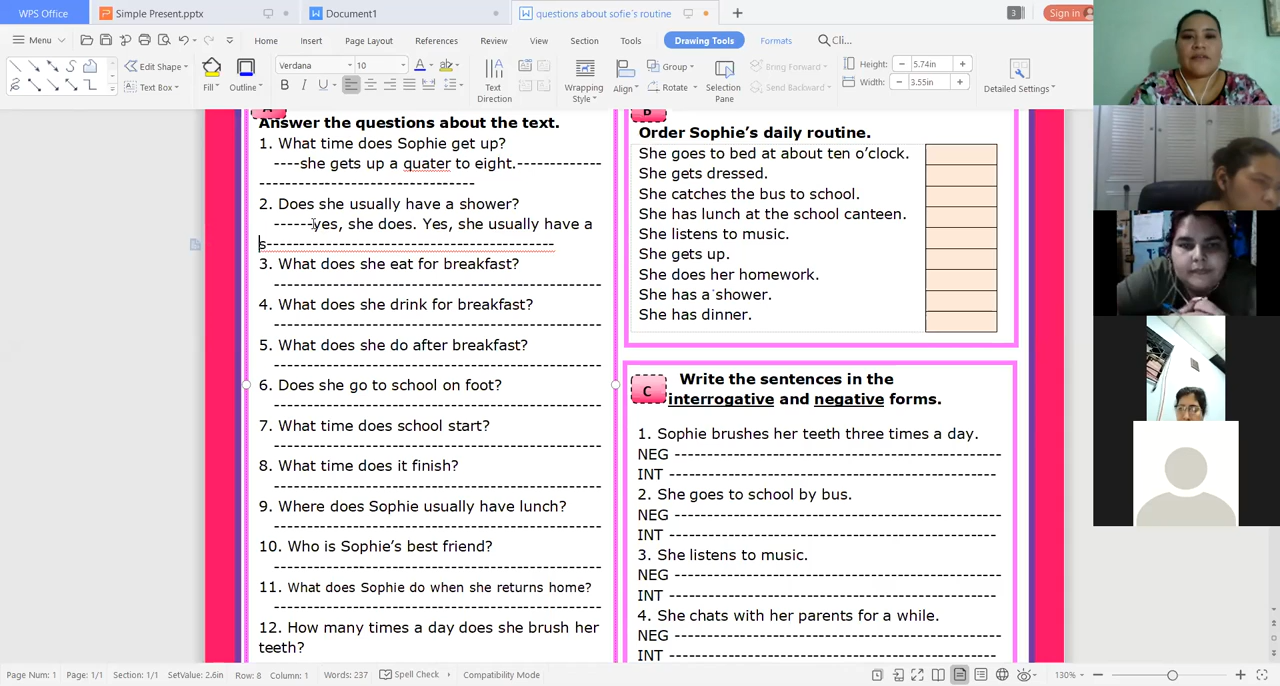 WPS Office
Simple Present.pptx
Document1
questions about sofie's routine
3
Sign in
Menu
Home
Insert
Page Layout
References
Review
View
Section
Tools
Drawing Tools
Formats
Cli...
Edit Shape
Text Box
Fill
Outline
Verdana
10
B I U
Text Direction
Wrapping Style
Align
Group
Rotate
Selection Pane
Bring Forward
Send Backward
Height: 5.74in
Width: 3.55in
Detailed Settings
A
Answer the questions about the text.
1. What time does Sophie get up?
----she gets up a quater to eight.--------------
------------------------------------
2. Does she usually have a shower?
------yes, she does. Yes, she usually have a
s------------------------------------------------
3. What does she eat for breakfast?
-------------------------------------------------------
4. What does she drink for breakfast?
-------------------------------------------------------
5. What does she do after breakfast?
-------------------------------------------------------
6. Does she go to school on foot?
-------------------------------------------------------
7. What time does school start?
-------------------------------------------------------
8. What time does it finish?
-------------------------------------------------------
9. Where does Sophie usually have lunch?
-------------------------------------------------------
10. Who is Sophie's best friend?
-------------------------------------------------------
11. What does Sophie do when she returns home?
-------------------------------------------------------
12. How many times a day does she brush her
teeth?
B
Order Sophie's daily routine.
She goes to bed at about ten o'clock.
She gets dressed.
She catches the bus to school.
She has lunch at the school canteen.
She listens to music.
She gets up.
She does her homework.
She has a shower.
She has dinner.
C
Write the sentences in the
interrogative and negative forms.
1. Sophie brushes her teeth three times a day.
NEG ------------------------------------------------------
INT -------------------------------------------------------
2. She goes to school by bus.
NEG ------------------------------------------------------
INT -------------------------------------------------------
3. She listens to music.
NEG ------------------------------------------------------
INT -------------------------------------------------------
4. She chats with her parents for a while.
NEG ------------------------------------------------------
INT -------------------------------------------------------
Page Num: 1
Page: 1/1
Section: 1/1
SetValue: 2.6in
Row: 8
Column: 1
Words: 237
Spell Check
Compatibility Mode
130%